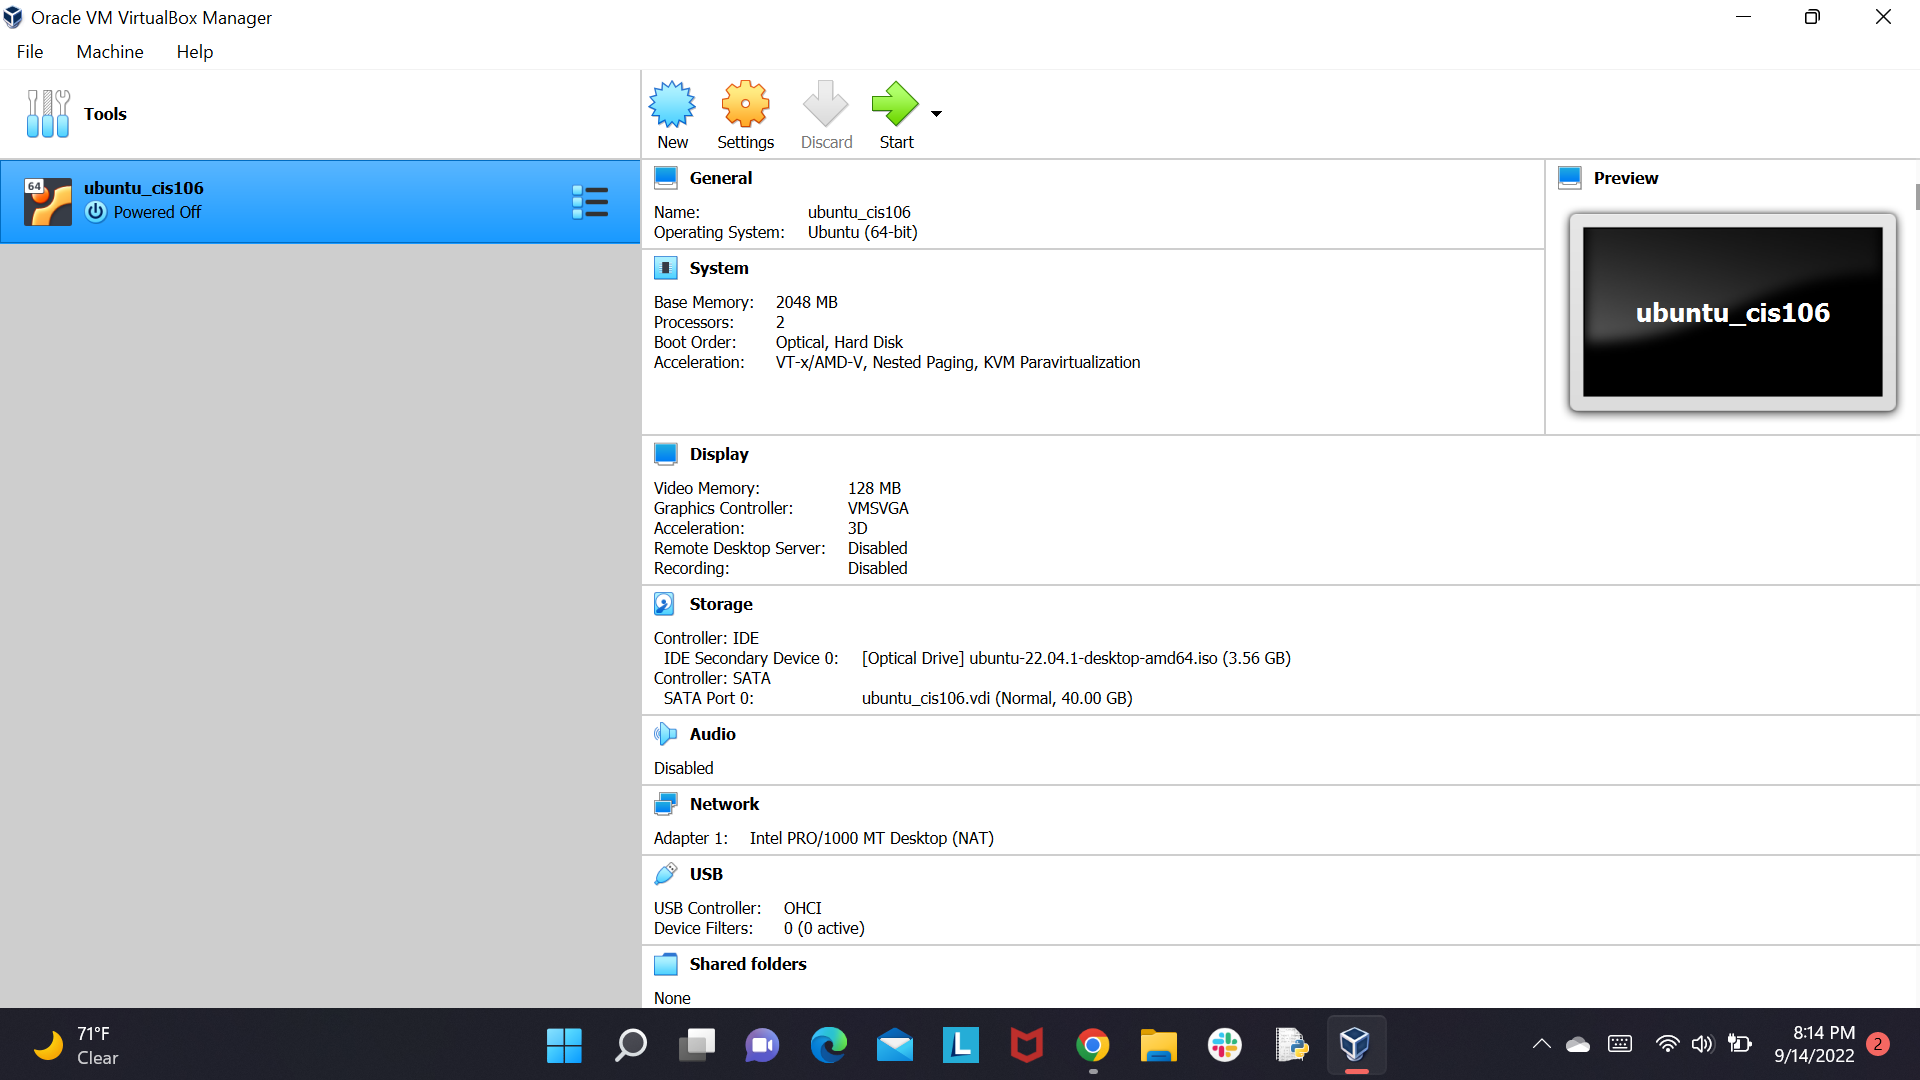 Oracle VM VirtualBox Manager
File Machine Help
Tools
New Settings Discard Start
64
ubuntu_cis106
Powered Off
General
Name: ubuntu_cis106
Operating System: Ubuntu (64-bit)
Preview
ubuntu_cis106
System
Base Memory: 2048 MB
Processors: 2
Boot Order: Optical, Hard Disk
Acceleration: VT-x/AMD-V, Nested Paging, KVM Paravirtualization
Display
Video Memory: 128 MB
Graphics Controller: VMSVGA
Acceleration: 3D
Remote Desktop Server: Disabled
Recording: Disabled
Storage
Controller: IDE
IDE Secondary Device 0: [Optical Drive] ubuntu-22.04.1-desktop-amd64.iso (3.56 GB)
Controller: SATA
SATA Port 0: ubuntu_cis106.vdi (Normal, 40.00 GB)
Audio
Disabled
Network
Adapter 1: Intel PRO/1000 MT Desktop (NAT)
USB
USB Controller: OHCI
Device Filters: 0 (0 active)
Shared folders
None
71°F
Clear
L
8:14 PM
9/14/2022
2